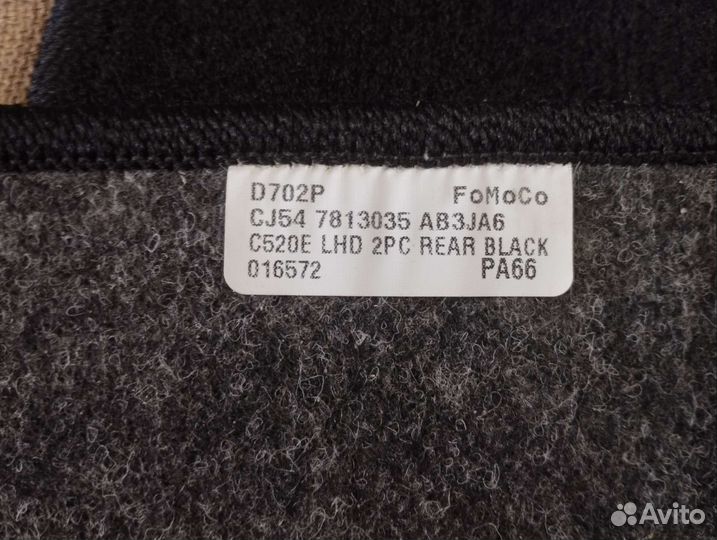 D702P FoMoCo
CJ54 7813035 AB3JA6
C520E LHD 2PC REAR BLACK
016572 PA66
Avito